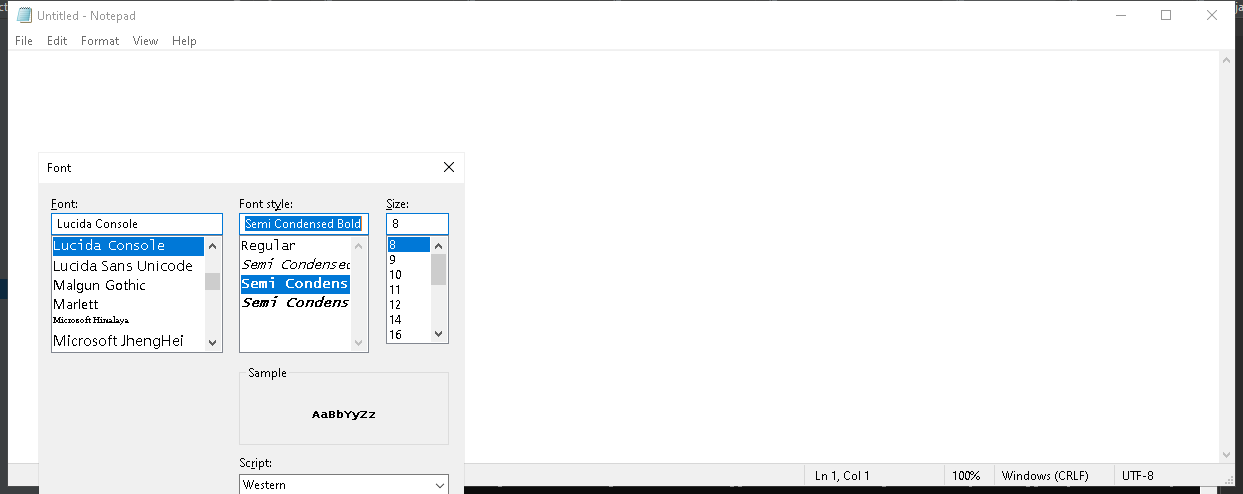 Untitled - Notepad
File Edit Format View Help
Font
Font: Font style: Size:
Lucida Console Semi Condensed Bold 8
Lucida Console Regular 8
Lucida Sans Unicode Semi Condensed 9
Malgun Gothic Semi Condens 10
Marlett Semi Condens 11
Microsoft Himalaya 12
Microsoft JhengHei 14
16
Sample
AaBbYyZz
Script:
Western
Ln 1, Col 1 100% Windows (CRLF) UTF-8